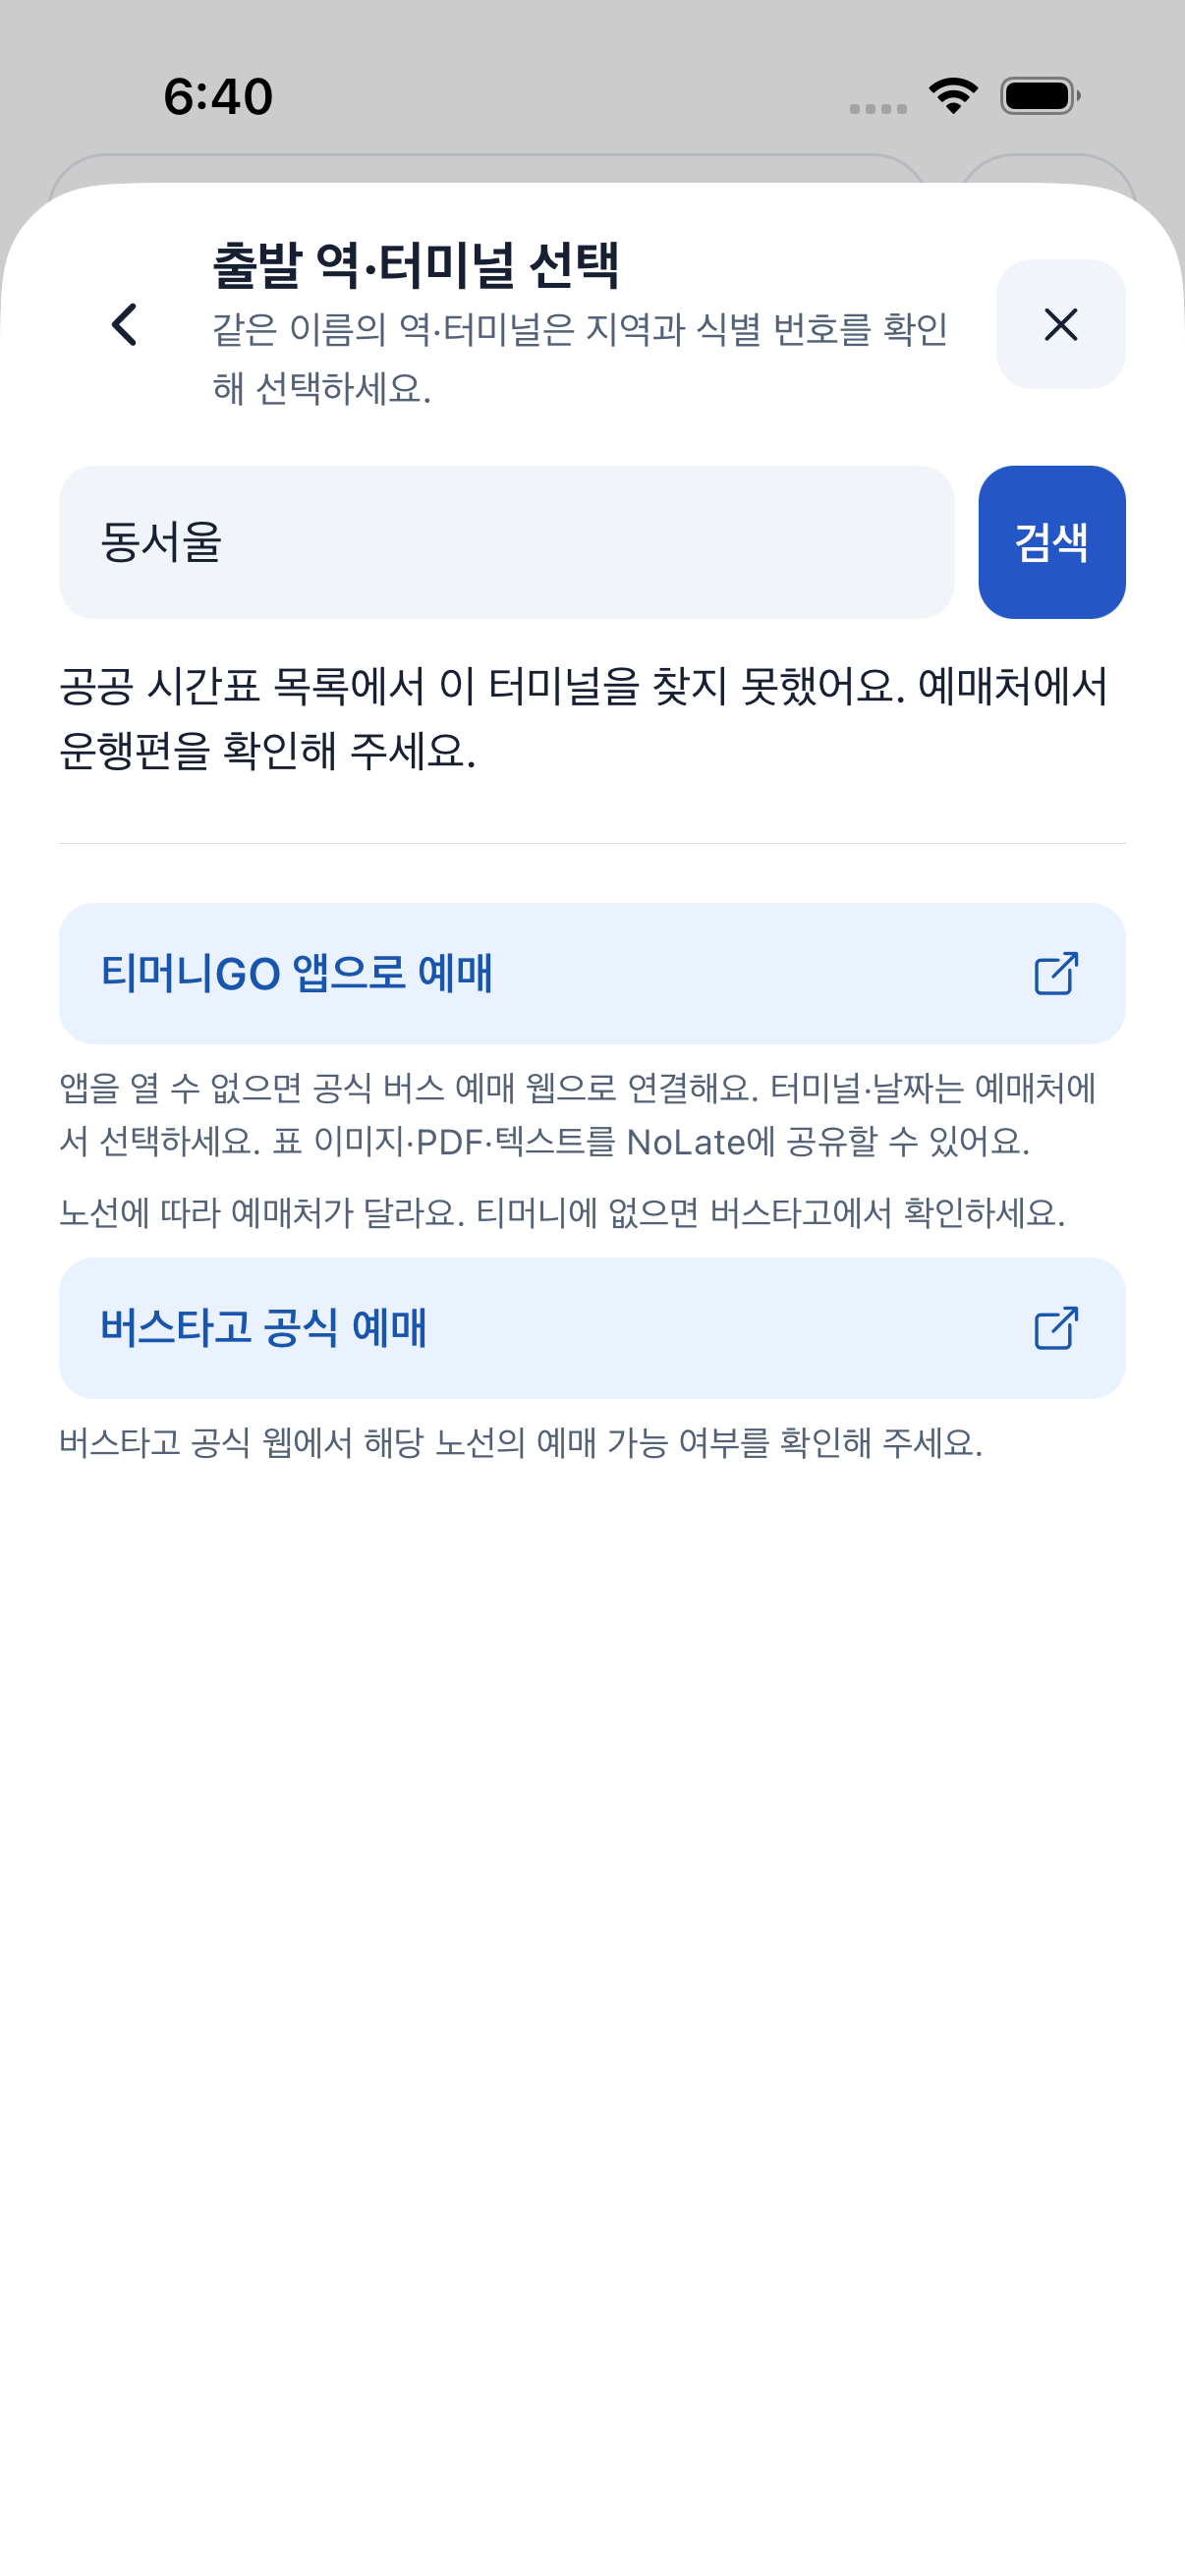 6:40
출발 역·터미널 선택
같은 이름의 역·터미널은 지역과 식별 번호를 확인
해 선택하세요.
동서울
검색
공공 시간표 목록에서 이 터미널을 찾지 못했어요. 예매처에서
운행편을 확인해 주세요.
티머니GO 앱으로 예매
앱을 열 수 없으면 공식 버스 예매 웹으로 연결해요. 터미널·날짜는 예매처에
서 선택하세요. 표 이미지·PDF·텍스트를 NoLate에 공유할 수 있어요.
노선에 따라 예매처가 달라요. 티머니에 없으면 버스타고에서 확인하세요.
버스타고 공식 예매
버스타고 공식 웹에서 해당 노선의 예매 가능 여부를 확인해 주세요.